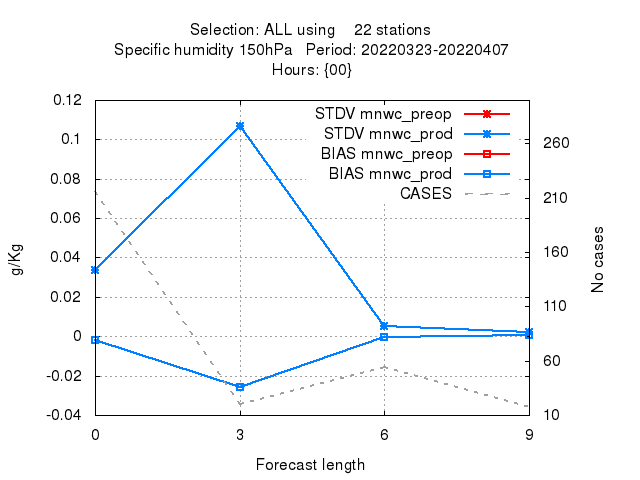 Selection: ALL using    22 stations
Specific humidity 150hPa   Period: 20220323-20220407
Hours: {00}
STDV mnwc_preop
STDV mnwc_prod
BIAS mnwc_preop
BIAS mnwc_prod
CASES
0.12
0.1
0.08
0.06
0.04
0.02
0
-0.02
-0.04
g/Kg
260
210
160
110
60
10
No cases
0 3 6 9
Forecast length